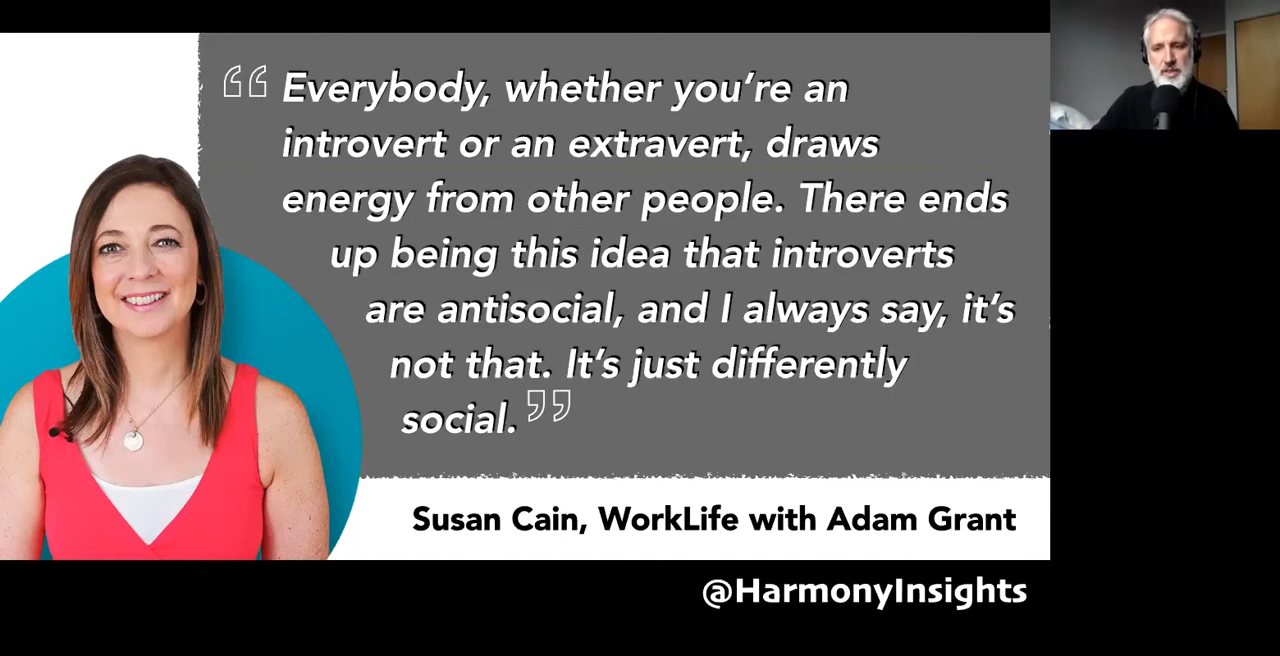 “Everybody, whether you’re an
introvert or an extravert, draws
energy from other people. There ends
up being this idea that introverts
are antisocial, and I always say, it’s
not that. It’s just differently
social.”
Susan Cain, WorkLife with Adam Grant
@HarmonyInsights